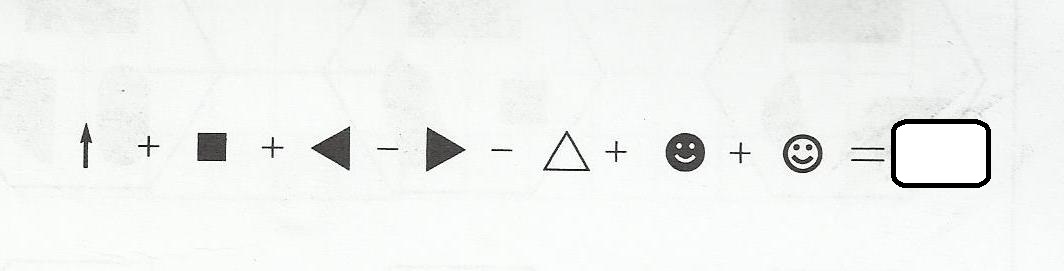 ↑ + ■ + ◀ − ▶ − △ + ☻ + ☺ =